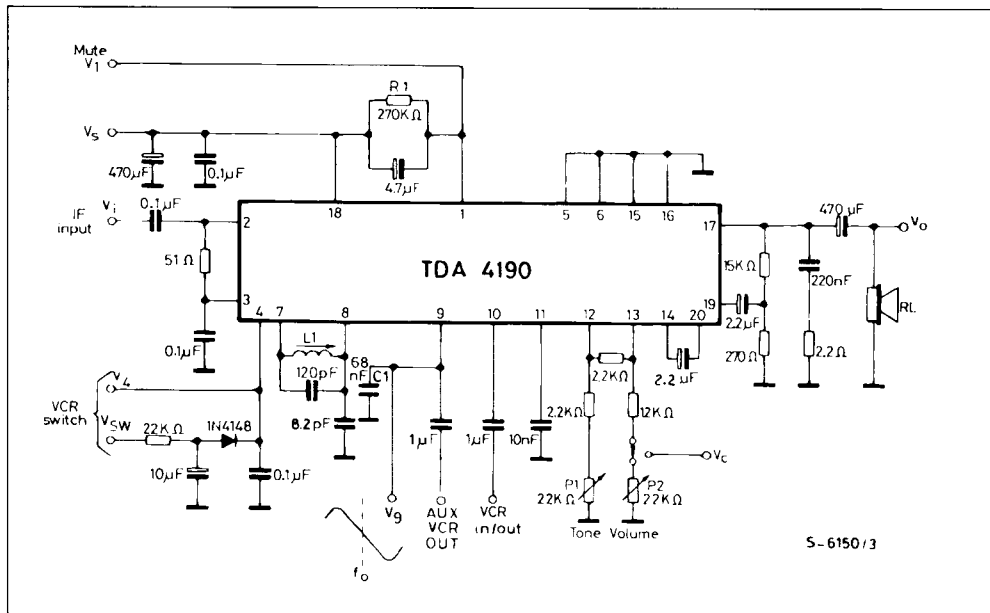 Mute
V1
R1
270KΩ
Vs
470µF
0.1µF
4.7µF
0.1µF
Vi
IF
input
18
1
5
6
15
16
470µF
2
17
Vo
51Ω
15KΩ
220nF
TDA 4190
3
19
RL
4
7
8
9
10
11
12
13
14
20
2.2µF
0.1µF
L1
68
nF
C1
2.2KΩ
2.2µF
270Ω
2.2Ω
120pF
V4
VCR
switch
VSW
22KΩ
1N4148
8.2pF
1µF
1µF
10nF
2.2KΩ
12KΩ
Vc
10µF
0.1µF
P1
22KΩ
P2
22KΩ
V9
AUX
VCR
OUT
VCR
in/out
Tone
Volume
fo
S-6150/3